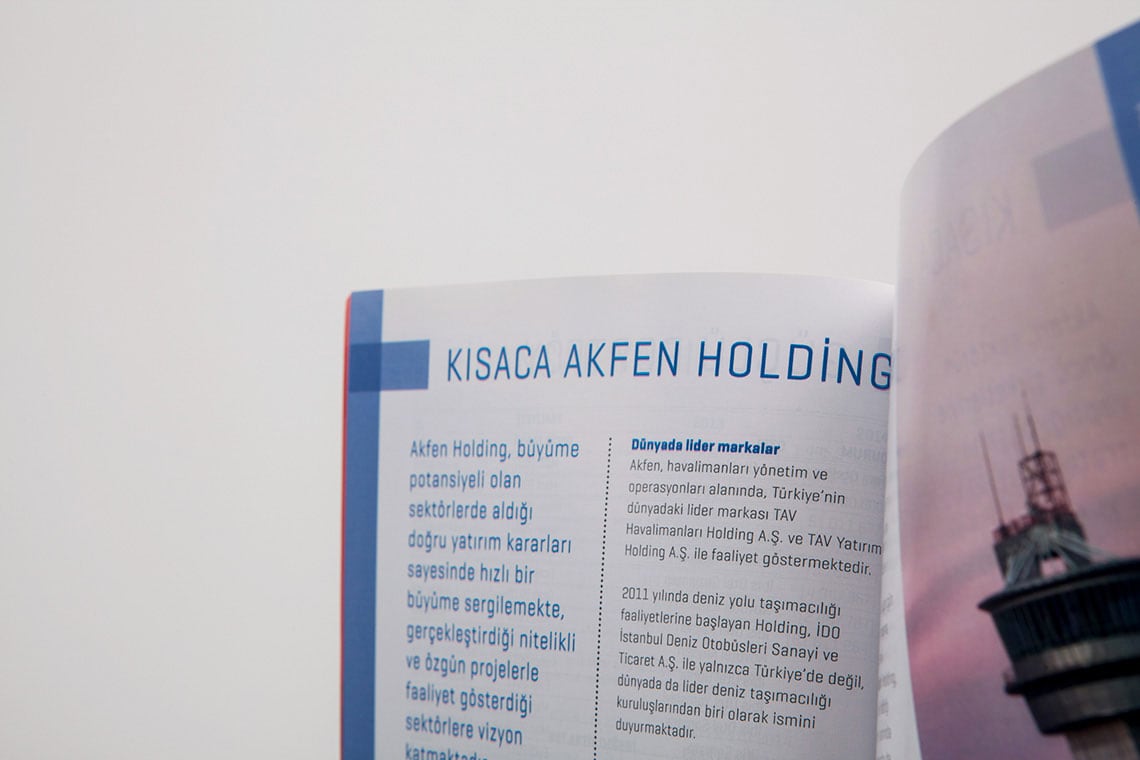 KISACA AKFEN HOLDİNG
Akfen Holding, büyüme
potansiyeli olan
sektörlerde aldığı
doğru yatırım kararları
sayesinde hızlı bir
büyüme sergilemekte,
gerçekleştirdiği nitelikli
ve özgün projelerle
faaliyet gösterdiği
sektörlere vizyon
katmaktadır
Dünyada lider markalar
Akfen, havalimanları yönetim ve
operasyonları alanında, Türkiye'nin
dünyadaki lider markası TAV
Havalimanları Holding A.Ş. ve TAV Yatırım
Holding A.Ş. ile faaliyet göstermektedir.
2011 yılında deniz yolu taşımacılığı
faaliyetlerine başlayan Holding, İDO
İstanbul Deniz Otobüsleri Sanayi ve
Ticaret A.Ş. ile yalnızca Türkiye'de değil,
dünyada da lider deniz taşımacılığı
kuruluşlarından biri olarak ismini
duyurmaktadır.